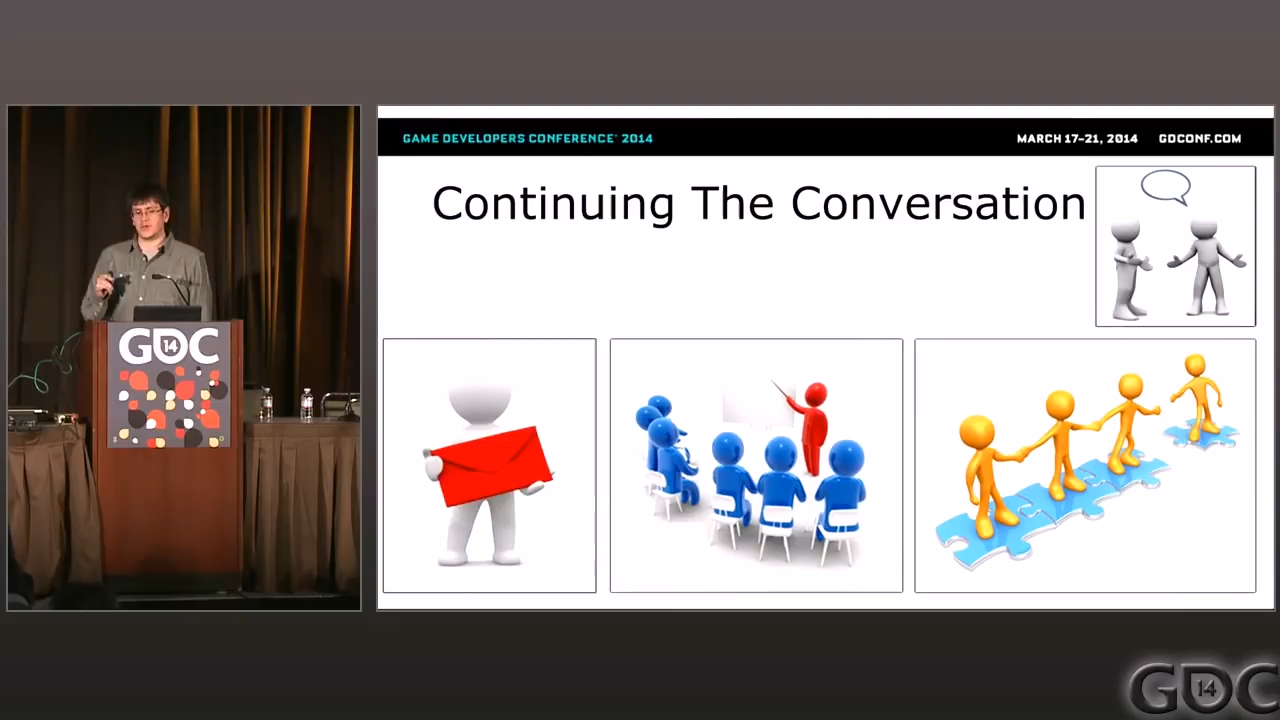 GAME DEVELOPERS CONFERENCE® 2014
MARCH 17-21, 2014 GDCONF.COM
Continuing The Conversation
GDC
14
GDC
14